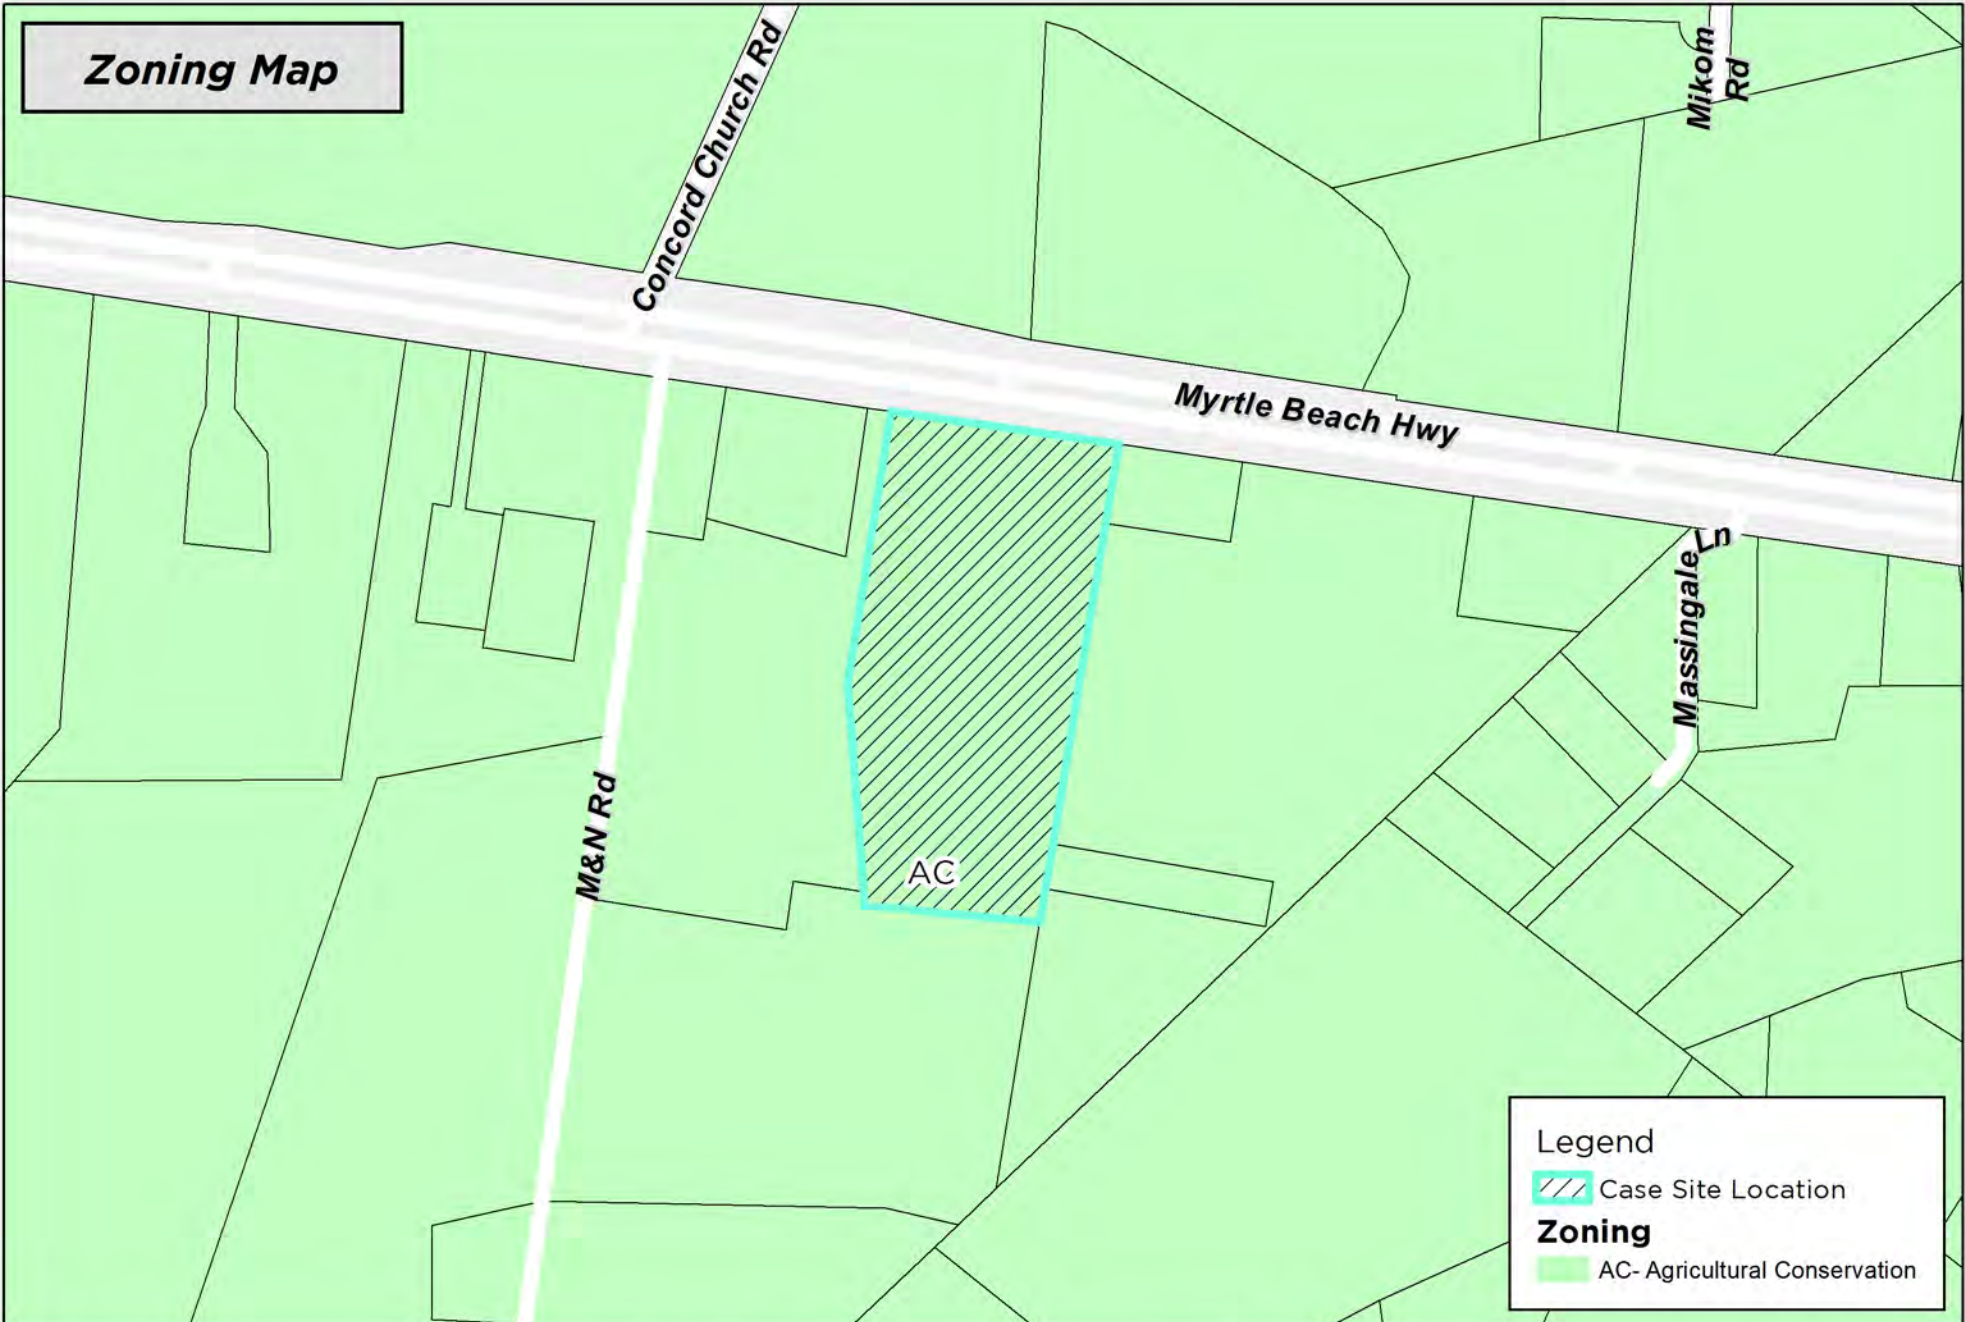 Zoning Map
Concord Church Rd
Mikom
Rd
Myrtle Beach Hwy
Massingale
Ln
M&N Rd
AC
Legend
Case Site Location
Zoning
AC- Agricultural Conservation